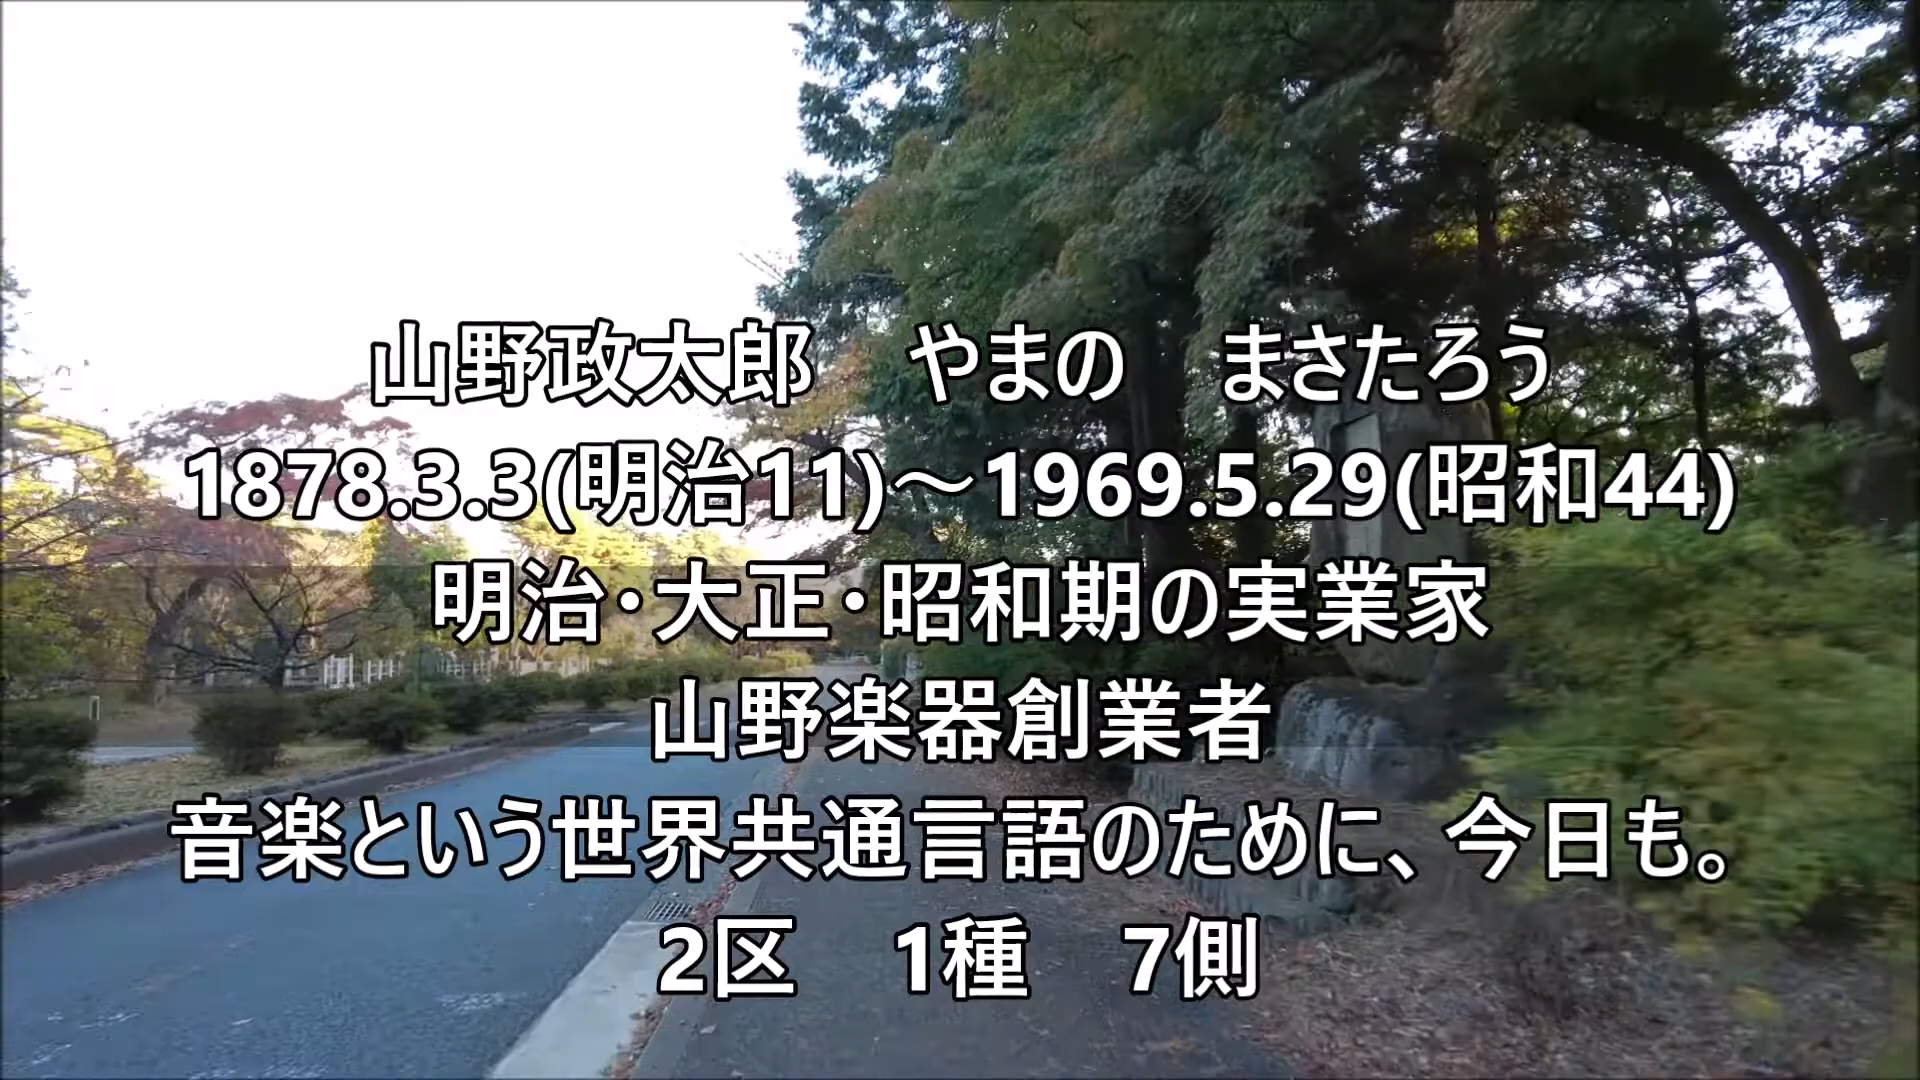 山野政太郎　やまの　まさたろう
1878.3.3(明治11)～1969.5.29(昭和44)
明治・大正・昭和期の実業家
山野楽器創業者
音楽という世界共通言語のために、今日も。
2区　1種　7側